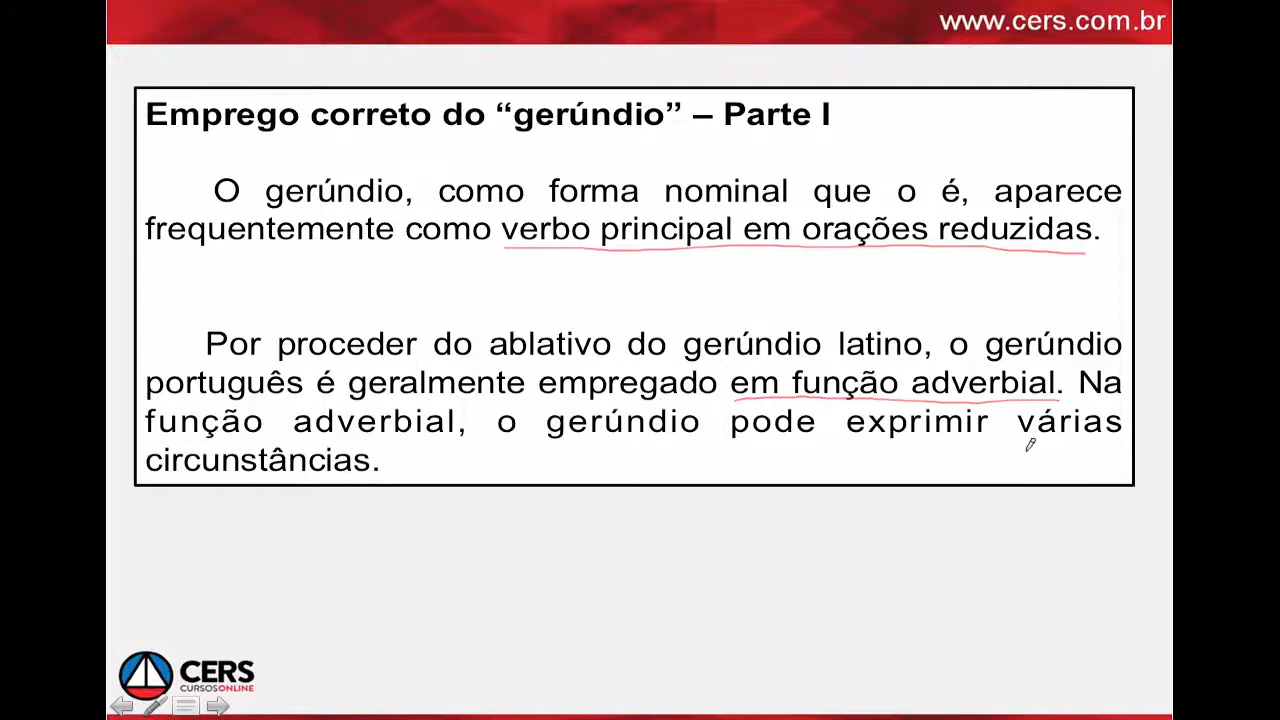 www.cers.com.br
Emprego correto do “gerúndio” – Parte I
O gerúndio, como forma nominal que o é, aparece
frequentemente como verbo principal em orações reduzidas.
Por proceder do ablativo do gerúndio latino, o gerúndio
português é geralmente empregado em função adverbial. Na
função adverbial, o gerúndio pode exprimir várias
circunstâncias.
CERS
CURSOSONLINE